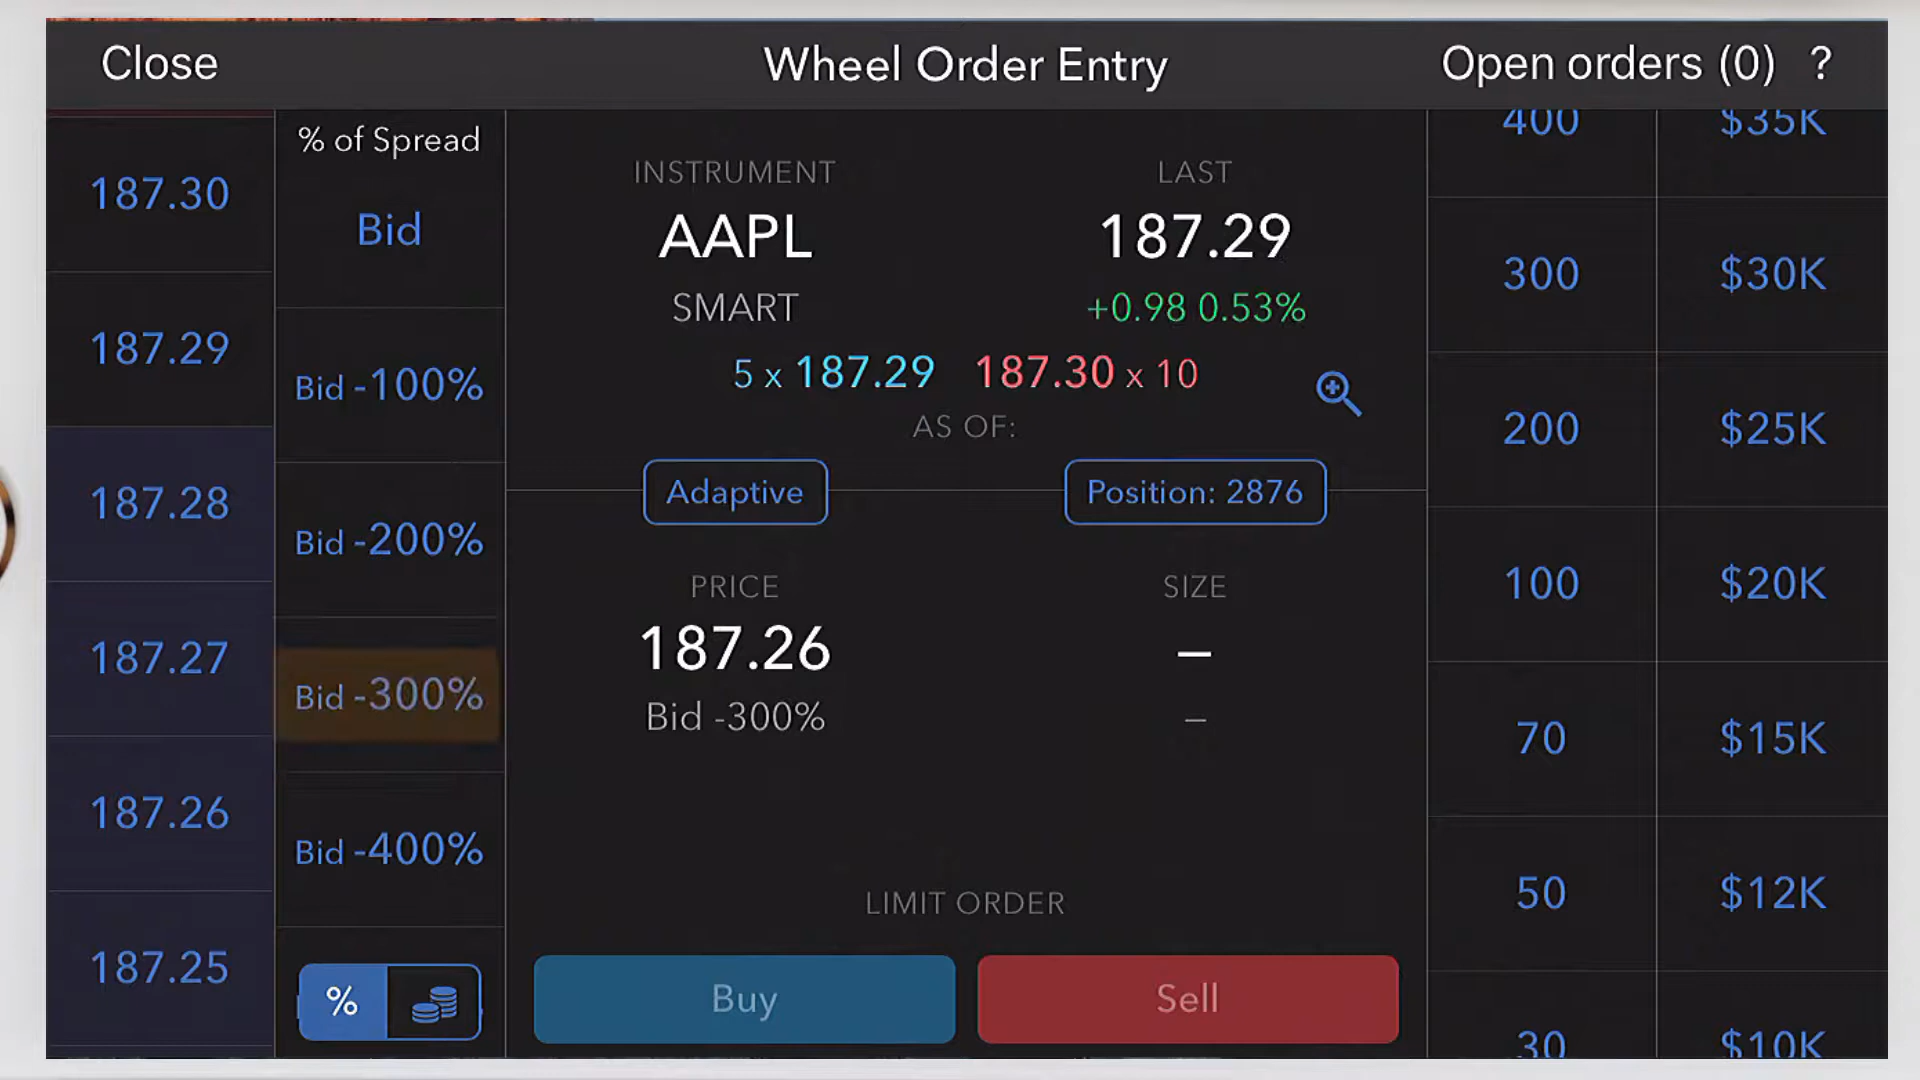 Close
Wheel Order Entry
Open orders (0) ?
187.30
187.29
187.28
187.27
187.26
187.25
% of Spread
Bid
Bid -100%
Bid -200%
Bid -300%
Bid -400%
%
INSTRUMENT
AAPL
SMART
LAST
187.29
+0.98 0.53%
5 x 187.29 187.30 x 10
AS OF:
Adaptive
Position: 2876
PRICE
187.26
Bid -300%
SIZE
–
–
LIMIT ORDER
Buy
Sell
400 $35K
300 $30K
200 $25K
100 $20K
70 $15K
50 $12K
30 $10K